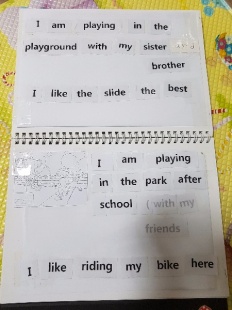 I am playing in the
playground with my sister and
brother
I like the slide the best
I am playing
in the park after
school (with my
friends
I like riding my bike here